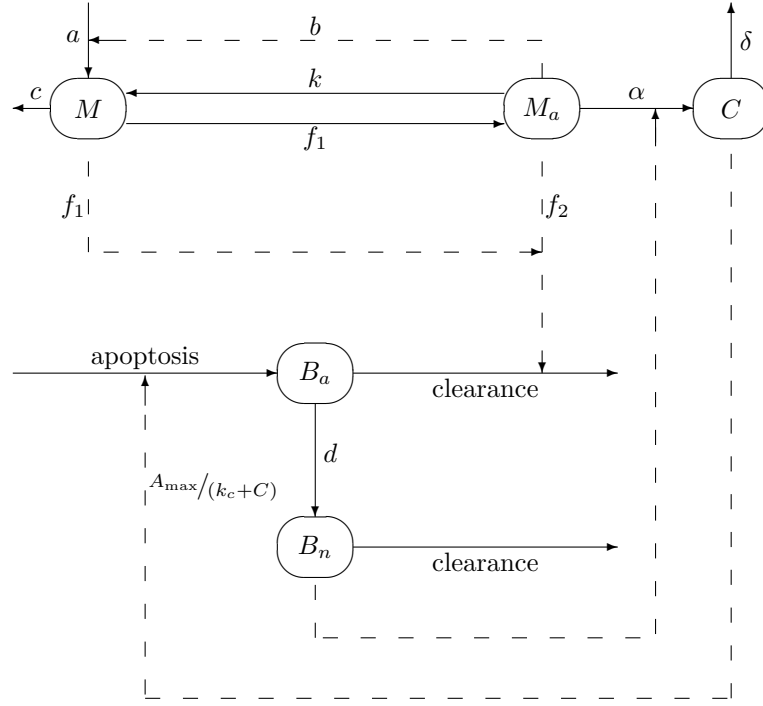 a
b
δ
c
M
k
M_a
α
C
f_1
f_1
f_2
apoptosis
B_a
clearance
d
A_max/(k_c+C)
B_n
clearance